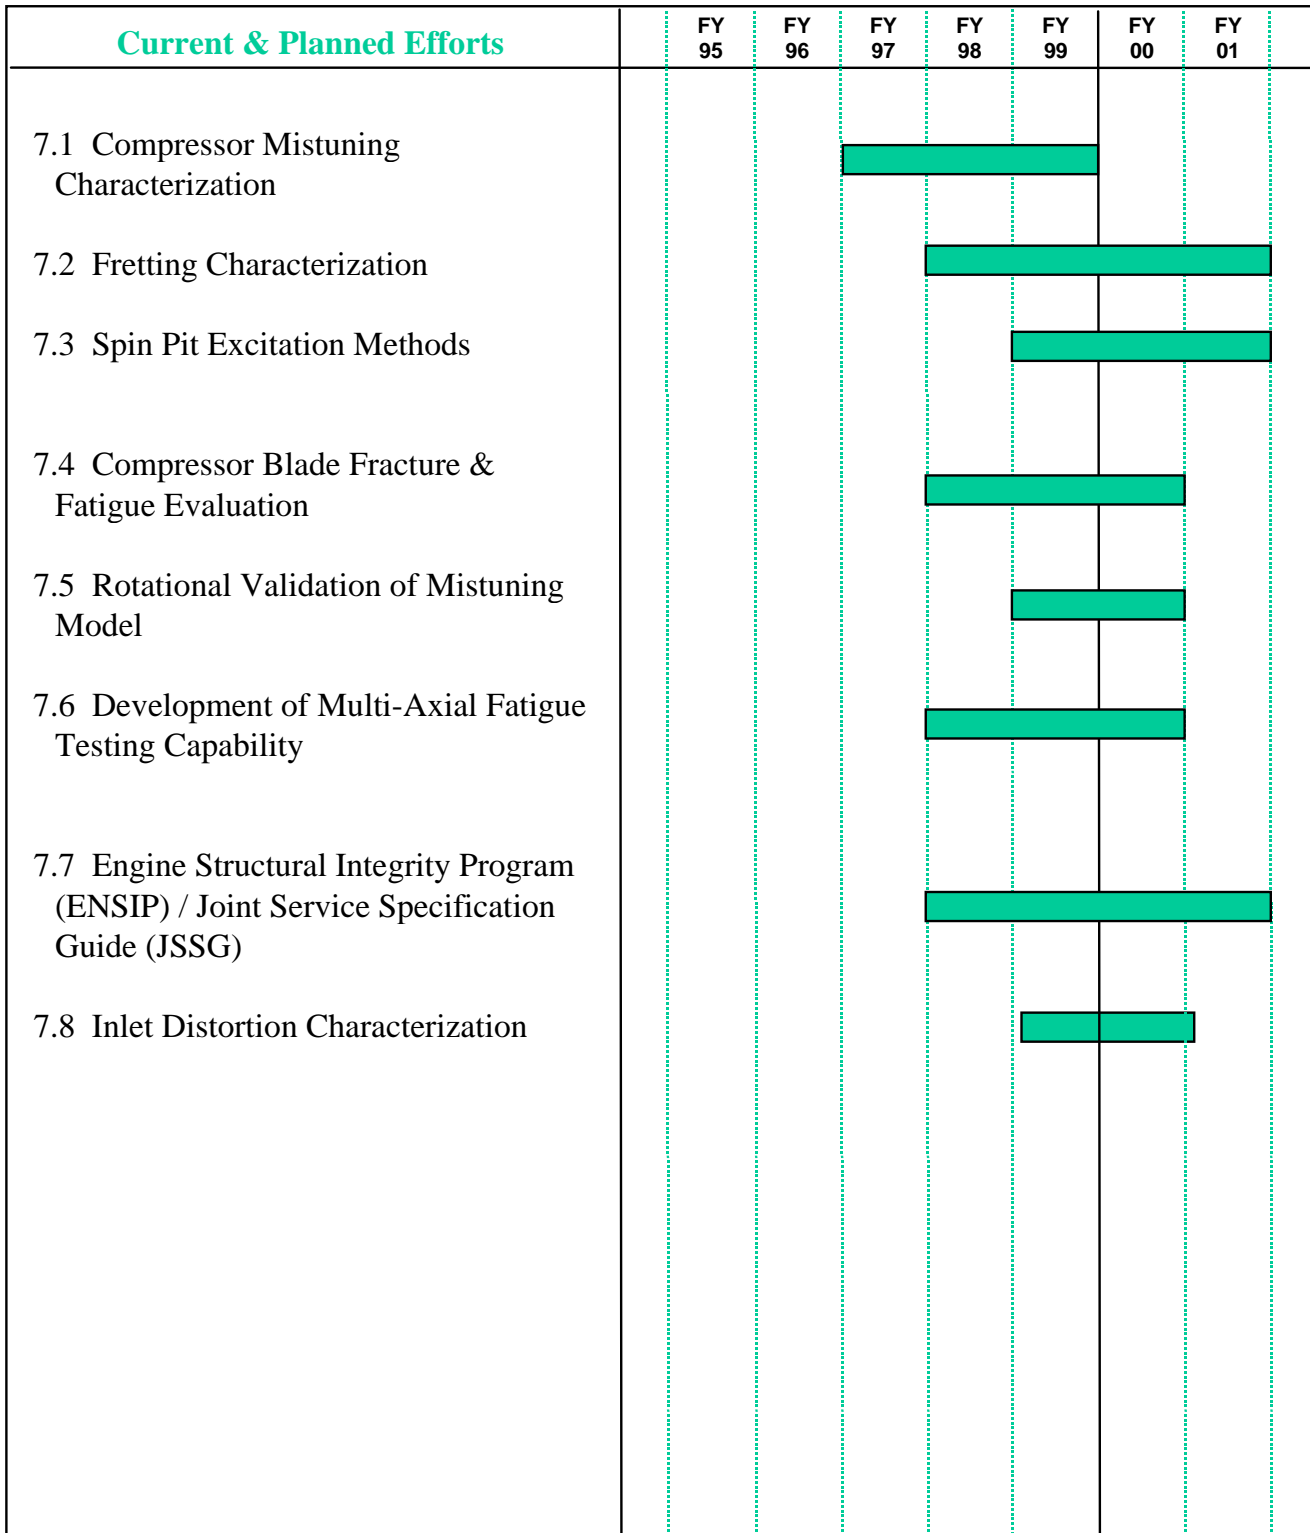 Current & Planned Efforts
FY 95
FY 96
FY 97
FY 98
FY 99
FY 00
FY 01
7.1 Compressor Mistuning
Characterization
7.2 Fretting Characterization
7.3 Spin Pit Excitation Methods
7.4 Compressor Blade Fracture &
Fatigue Evaluation
7.5 Rotational Validation of Mistuning
Model
7.6 Development of Multi-Axial Fatigue
Testing Capability
7.7 Engine Structural Integrity Program
(ENSIP) / Joint Service Specification
Guide (JSSG)
7.8 Inlet Distortion Characterization